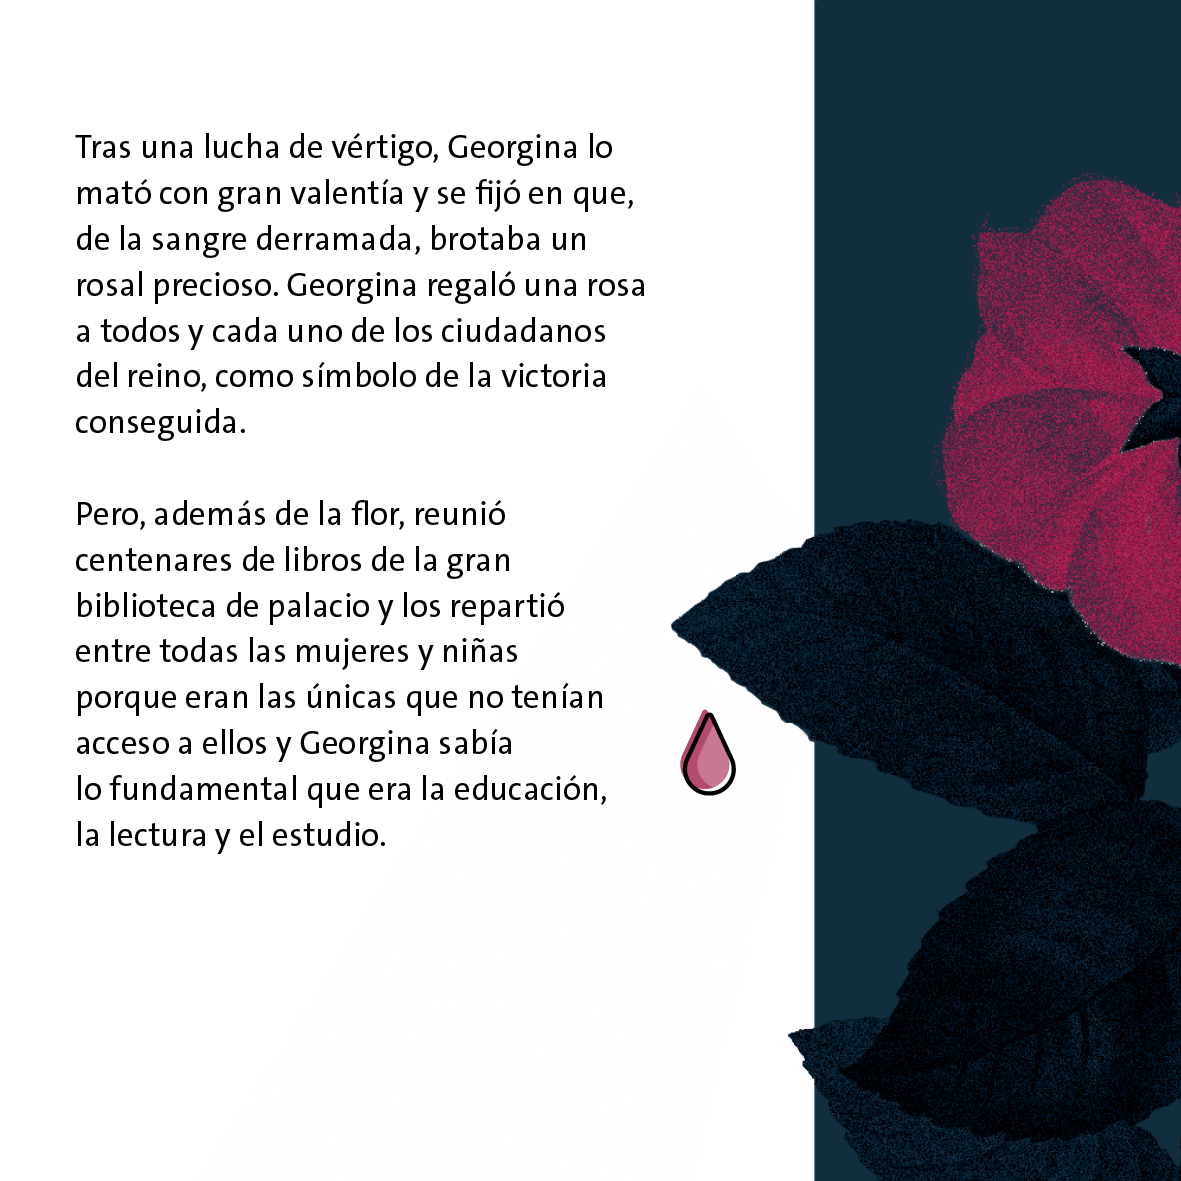 Tras una lucha de vértigo, Georgina lo
mató con gran valentía y se fijó en que,
de la sangre derramada, brotaba un
rosal precioso. Georgina regaló una rosa
a todos y cada uno de los ciudadanos
del reino, como símbolo de la victoria
conseguida.
Pero, además de la flor, reunió
centenares de libros de la gran
biblioteca de palacio y los repartió
entre todas las mujeres y niñas
porque eran las únicas que no tenían
acceso a ellos y Georgina sabía
lo fundamental que era la educación,
la lectura y el estudio.